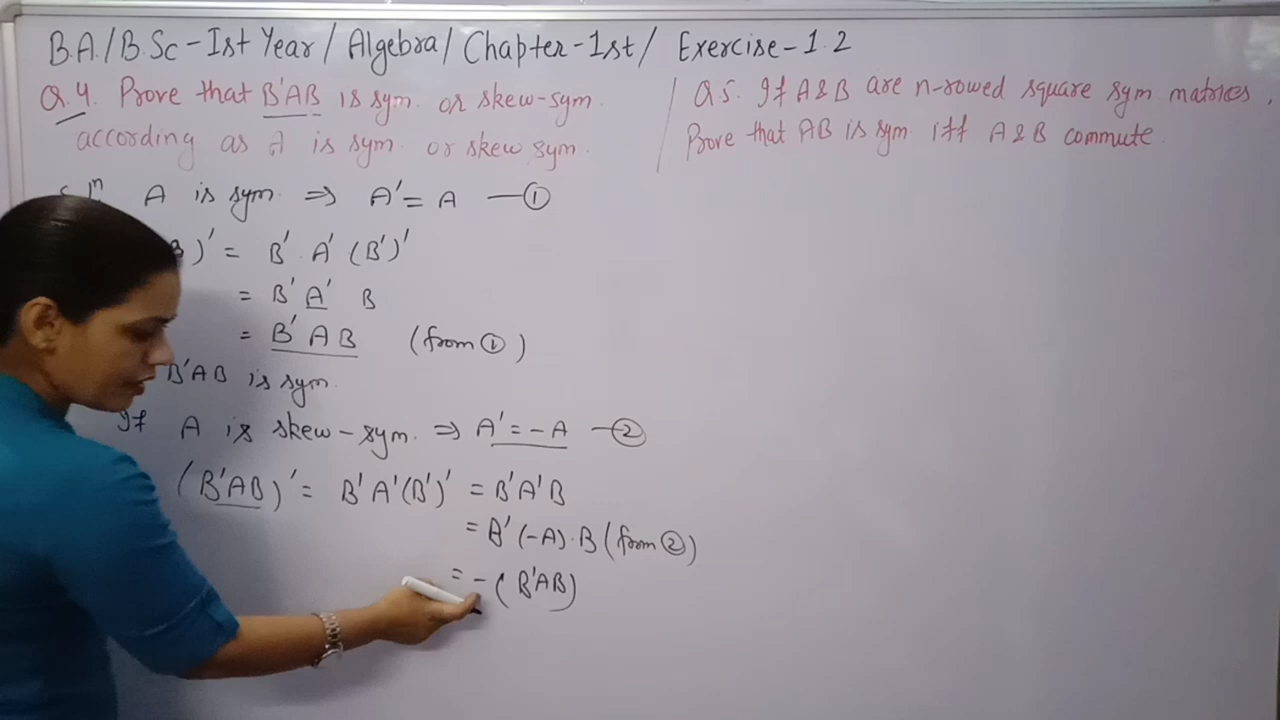 B.A./B.Sc-Ist Year/Algebra/Chapter-1st/ Exercise-1.2
Q.4. Prove that B'AB is sym. or skew-sym.
according as A is sym. or skew sym.
Q5. If A & B are n-rowed square sym matrices.
Prove that AB is sym iff A & B commute.
A is sym. ⇒ A' = A —①
)' = B'. A' (B')'
= B' A' B
= B' A B (from ①)
B'AB is sym.
If A is skew-sym. ⇒ A' = -A —②
(B'AB)' = B'A'(B')' = B'A'B
= B'(-A).B (from ②)
= -(B'AB)